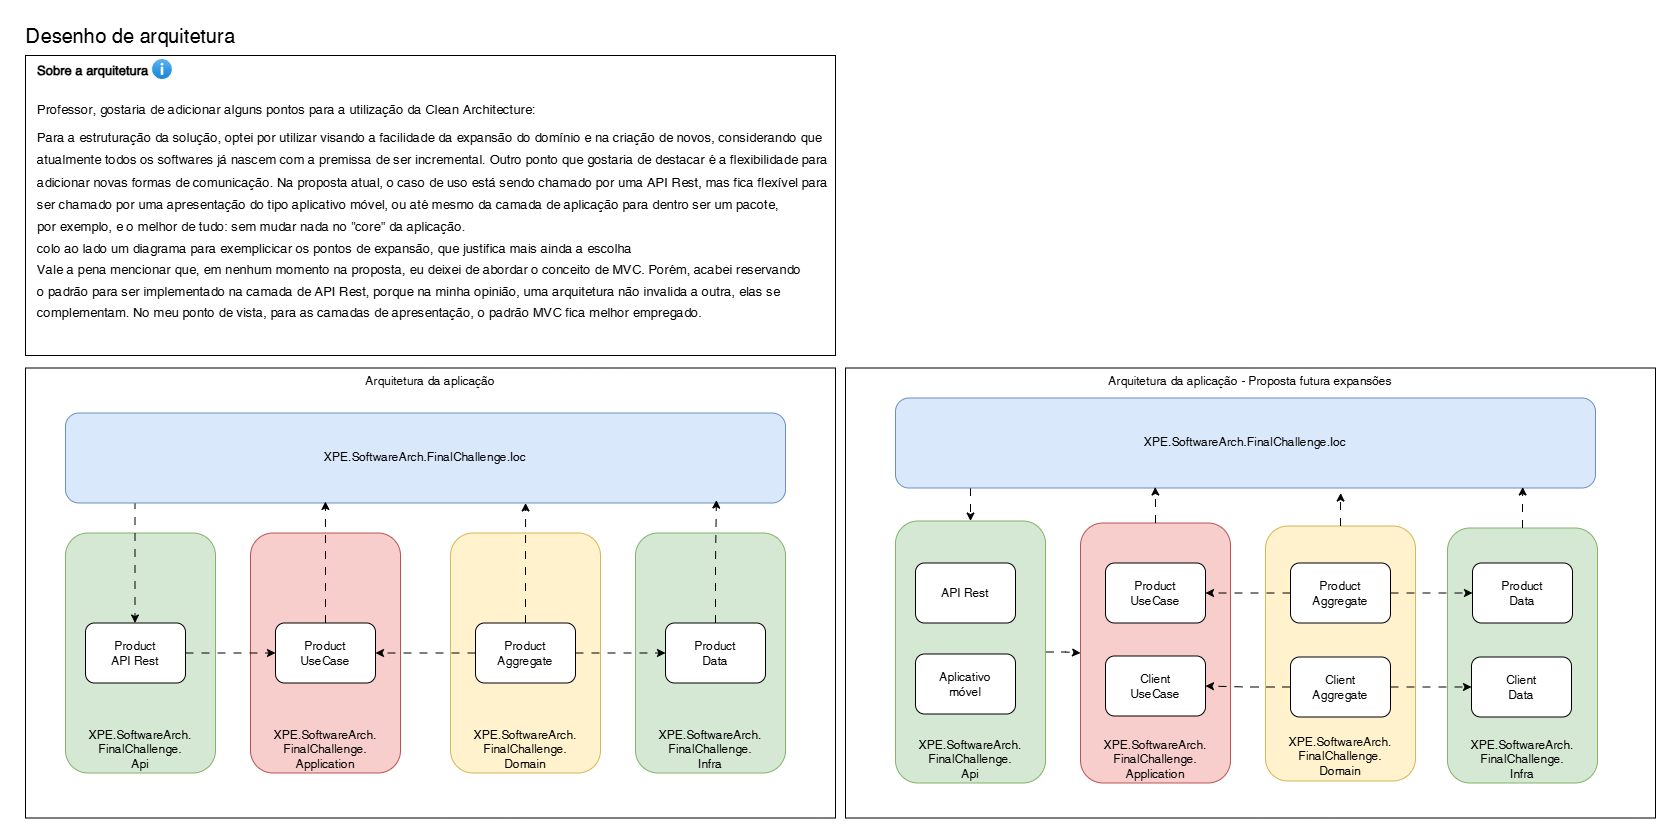 Desenho de arquitetura
Sobre a arquitetura
Professor, gostaria de adicionar alguns pontos para a utilização da Clean Architecture:
Para a estruturação da solução, optei por utilizar visando a facilidade da expansão do domínio e na criação de novos, considerando que
atualmente todos os softwares já nascem com a premissa de ser incremental. Outro ponto que gostaria de destacar é a flexibilidade para
adicionar novas formas de comunicação. Na proposta atual, o caso de uso está sendo chamado por uma API Rest, mas fica flexível para
ser chamado por uma apresentação do tipo aplicativo móvel, ou até mesmo da camada de aplicação para dentro ser um pacote,
por exemplo, e o melhor de tudo: sem mudar nada no "core" da aplicação.
colo ao lado um diagrama para exemplicicar os pontos de expansão, que justifica mais ainda a escolha
Vale a pena mencionar que, em nenhum momento na proposta, eu deixei de abordar o conceito de MVC. Porém, acabei reservando
o padrão para ser implementado na camada de API Rest, porque na minha opinião, uma arquitetura não invalida a outra, elas se
complementam. No meu ponto de vista, para as camadas de apresentação, o padrão MVC fica melhor empregado.
Arquitetura da aplicação
XPE.SoftwareArch.FinalChallenge.Ioc
Product
API Rest
Product
UseCase
Product
Aggregate
Product
Data
XPE.SoftwareArch.
FinalChallenge.
Api
XPE.SoftwareArch.
FinalChallenge.
Application
XPE.SoftwareArch.
FinalChallenge.
Domain
XPE.SoftwareArch.
FinalChallenge.
Infra
Arquitetura da aplicação - Proposta futura expansões
XPE.SoftwareArch.FinalChallenge.Ioc
API Rest
Product
UseCase
Product
Aggregate
Product
Data
Aplicativo
móvel
Client
UseCase
Client
Aggregate
Client
Data
XPE.SoftwareArch.
FinalChallenge.
Api
XPE.SoftwareArch.
FinalChallenge.
Application
XPE.SoftwareArch.
FinalChallenge.
Domain
XPE.SoftwareArch.
FinalChallenge.
Infra